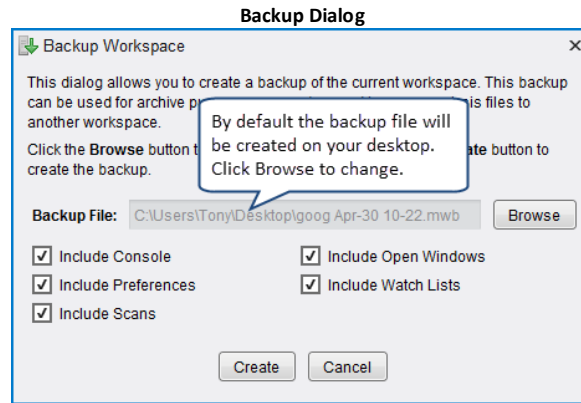 Backup Dialog
Backup Workspace
This dialog allows you to create a backup of the current workspace. This backup
can be used for archive p is files to
another workspace.
Click the Browse button t ate button to
create the backup.
By default the backup file will
be created on your desktop.
Click Browse to change.
Backup File: C:\Users\Tony\Desktop\goog Apr-30 10-22.mwb Browse
Include Console Include Open Windows
Include Preferences Include Watch Lists
Include Scans
Create Cancel